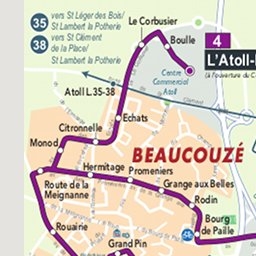 35
38
vers St Léger des Bois/
St Lambert la Potherie
vers St Clément
de la Place/
St Lambert la Potherie
Le Corbusier
Boulle
4
L'Atoll-
(à l'ouverture du C
Centre
Commercial
Atoll
Atoll L.35-38
Echats
Citronnelle
Monod
BEAUCOUZÉ
Hermitage
Promeniers
Route de la
Meignanne
Grange aux Belles
Rodin
Bourg
de Paille
Rouairie
Grand Pin